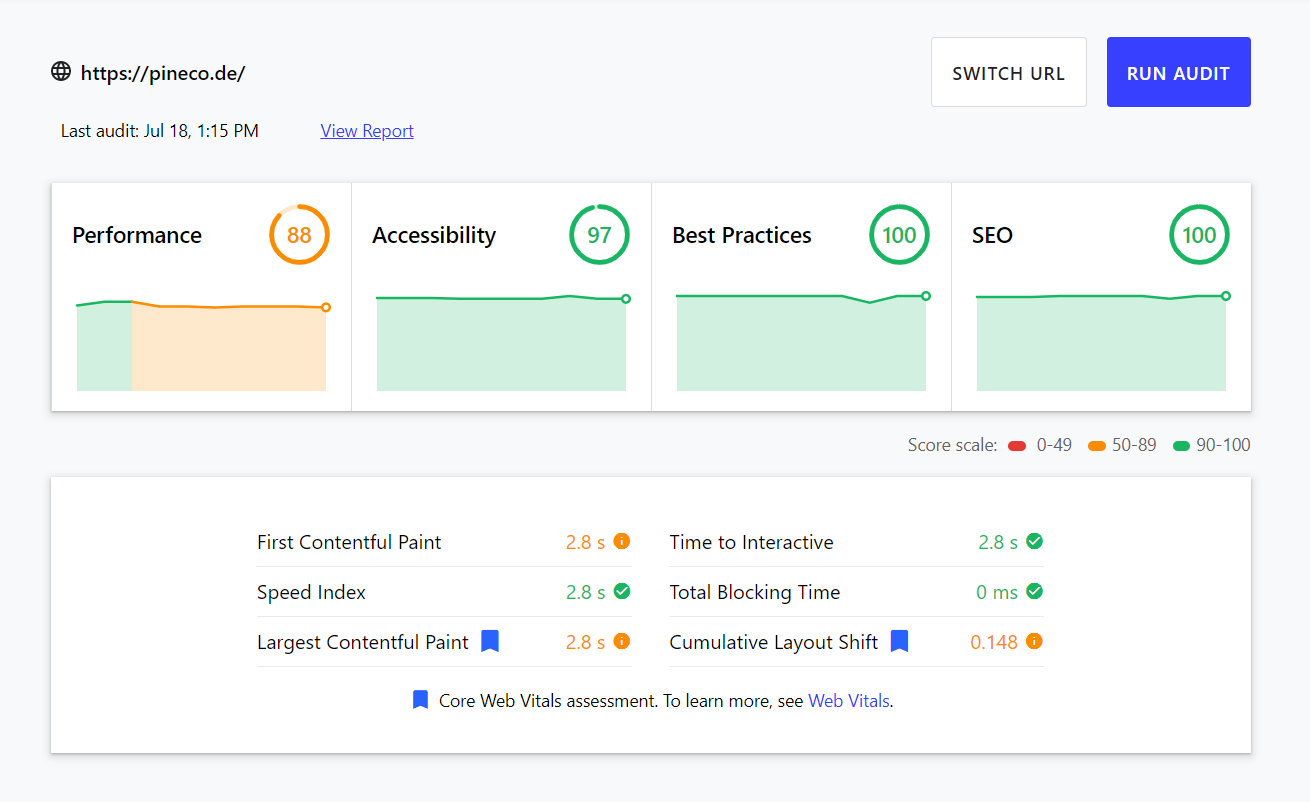 https://pineco.de/
SWITCH URL
RUN AUDIT
Last audit: Jul 18, 1:15 PM
View Report
Performance
88
Accessibility
97
Best Practices
100
SEO
100
Score scale: 0-49 50-89 90-100
First Contentful Paint 2.8 s
Time to Interactive 2.8 s
Speed Index 2.8 s
Total Blocking Time 0 ms
Largest Contentful Paint 2.8 s
Cumulative Layout Shift 0.148
Core Web Vitals assessment. To learn more, see Web Vitals.